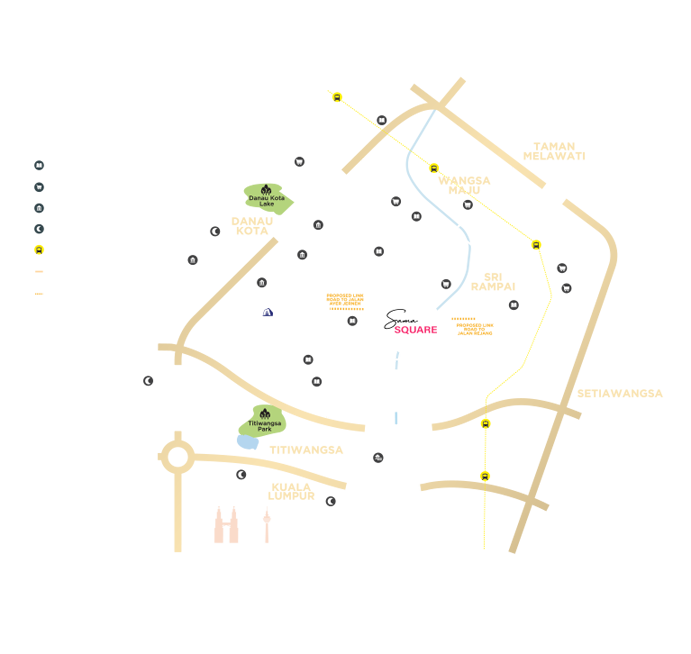 TAMAN
MELAWATI
WANGSA
MAJU
Danau Kota
Lake
DANAU
KOTA
SRI
RAMPAI
PROPOSED LINK
ROAD TO JALAN
AYER JERNEH
Sama
SQUARE
PROPOSED LINK
ROAD TO
JALAN REJANG
SETIAWANGSA
Titiwangsa
Park
TITIWANGSA
KUALA
LUMPUR